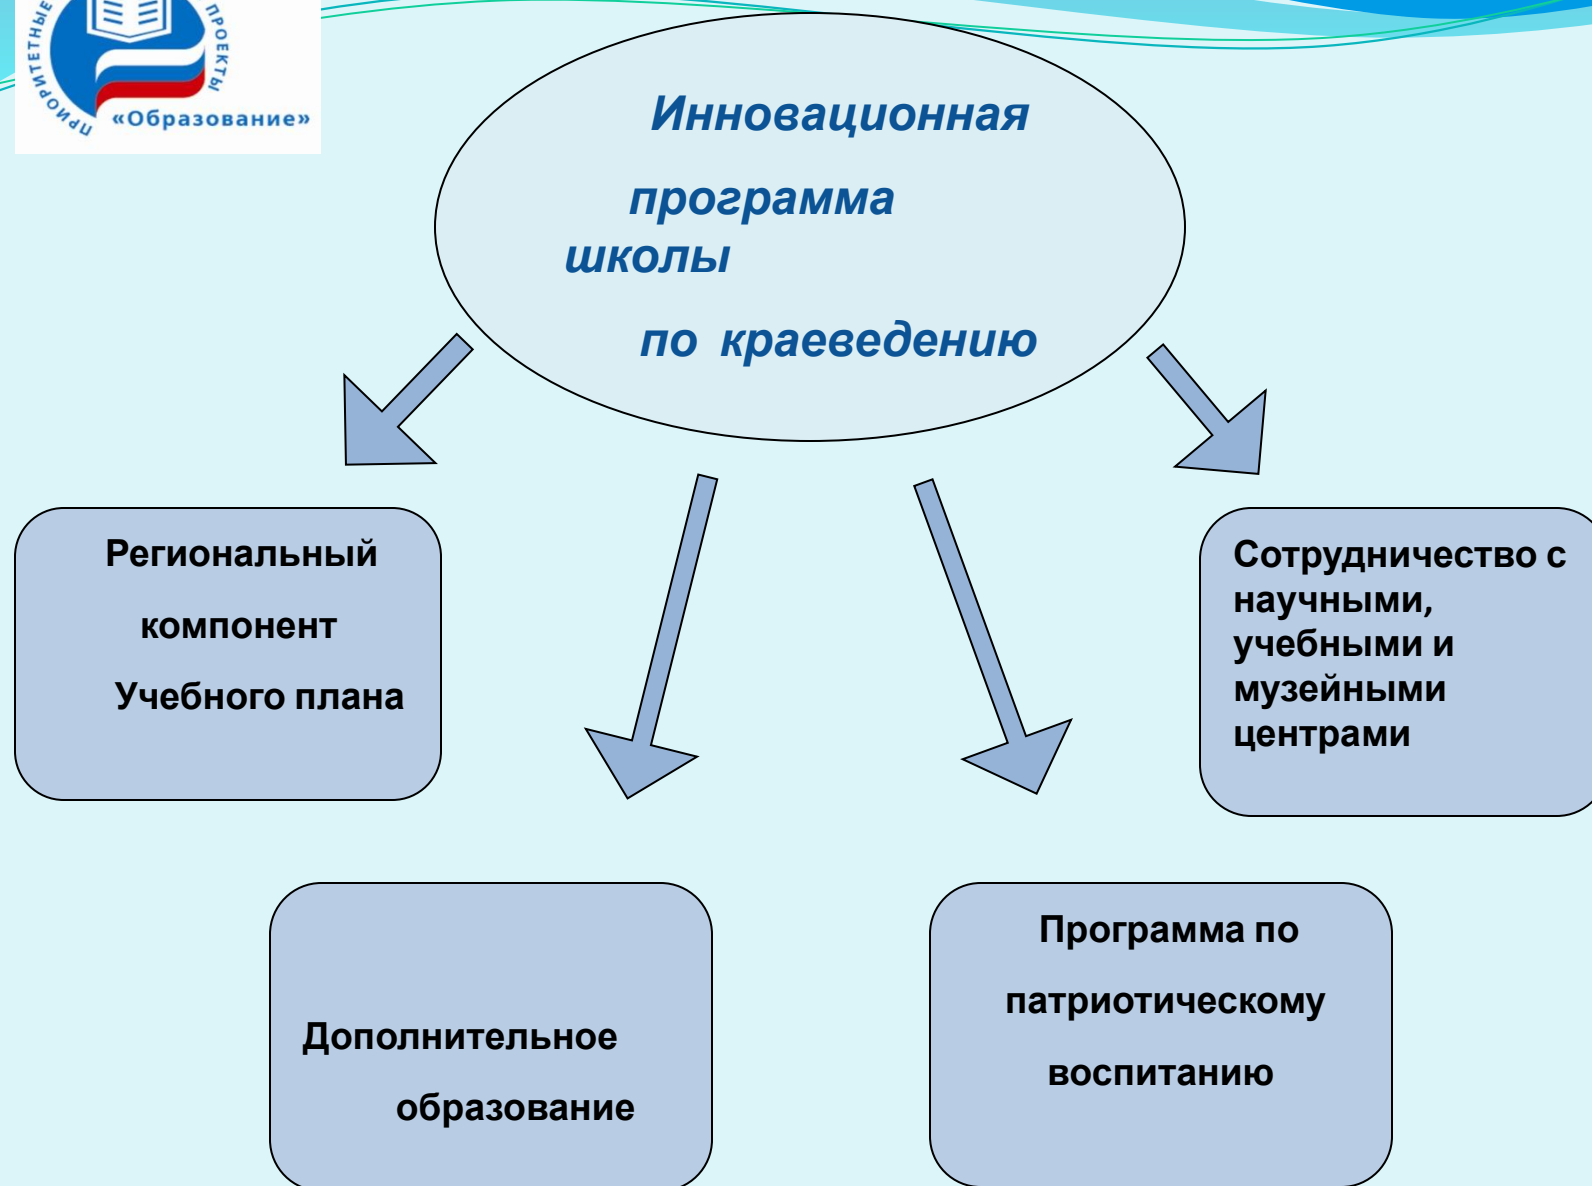 ПРИОРИТЕТНЫЕ
ПРОЕКТЫ
«Образование»
Инновационная
программа
школы
по краеведению
Региональный
компонент
Учебного плана
Сотрудничество с
научными,
учебными и
музейными
центрами
Дополнительное
образование
Программа по
патриотическому
воспитанию